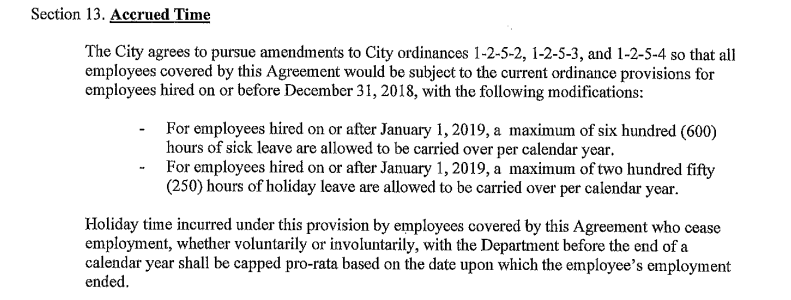 Section 13. Accrued Time
The City agrees to pursue amendments to City ordinances 1-2-5-2, 1-2-5-3, and 1-2-5-4 so that all
employees covered by this Agreement would be subject to the current ordinance provisions for
employees hired on or before December 31, 2018, with the following modifications:
- For employees hired on or after January 1, 2019, a maximum of six hundred (600)
hours of sick leave are allowed to be carried over per calendar year.
- For employees hired on or after January 1, 2019, a maximum of two hundred fifty
(250) hours of holiday leave are allowed to be carried over per calendar year.
Holiday time incurred under this provision by employees covered by this Agreement who cease
employment, whether voluntarily or involuntarily, with the Department before the end of a
calendar year shall be capped pro-rata based on the date upon which the employee's employment
ended.